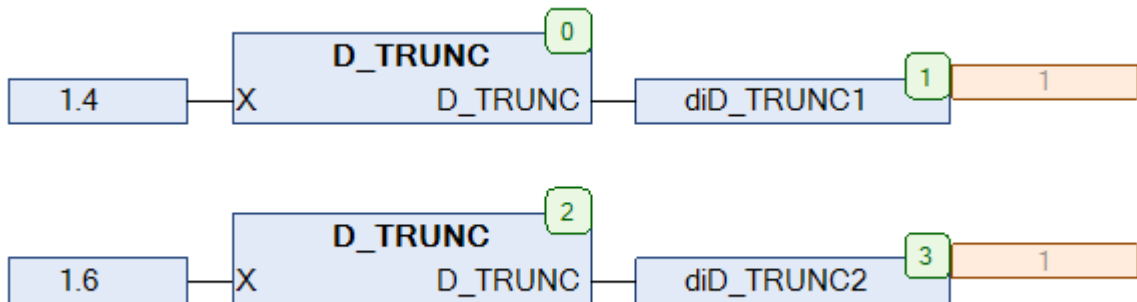 0
D_TRUNC
1.4 X D_TRUNC diD_TRUNC1 1 1
2
D_TRUNC
1.6 X D_TRUNC diD_TRUNC2 3 1